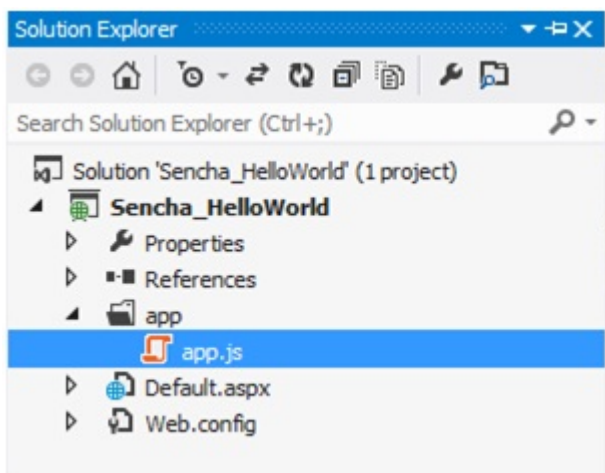 Solution Explorer
Search Solution Explorer (Ctrl+;)
Solution 'Sencha_HelloWorld' (1 project)
Sencha_HelloWorld
Properties
References
app
app.js
Default.aspx
Web.config